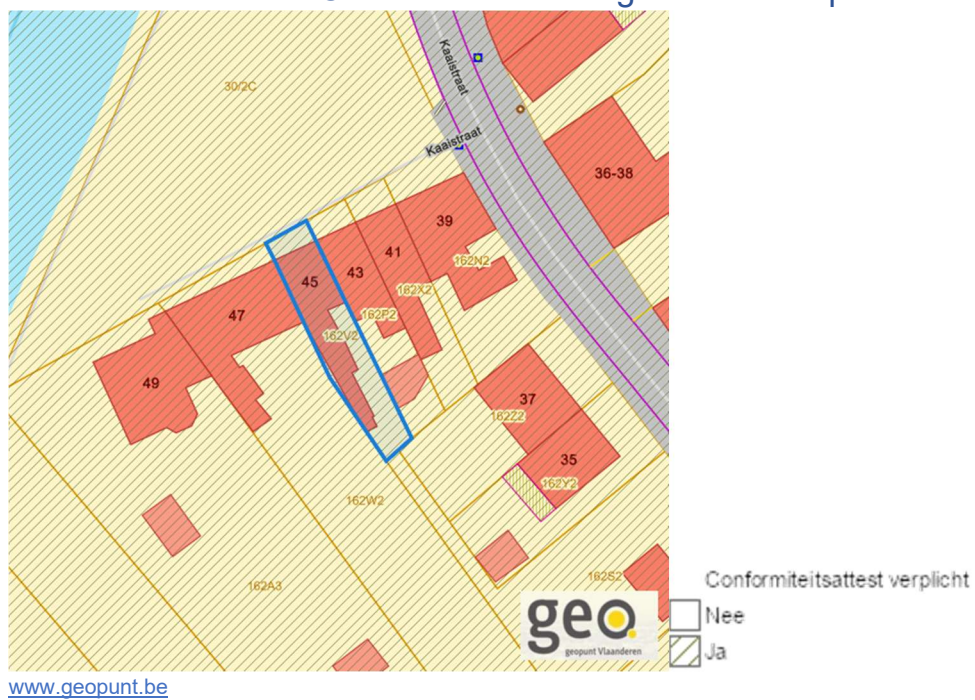 Kaaistraat
30/2C
Kaaistraat
36-38
39
41
162N2
43
45
162X2
47
162P2
162V2
49
37
162Z2
35
162Y2
162W2
162A3
162S2
geo.
geopunt Vlaanderen
Conformiteitsattest verplicht
Nee
Ja
www.geopunt.be